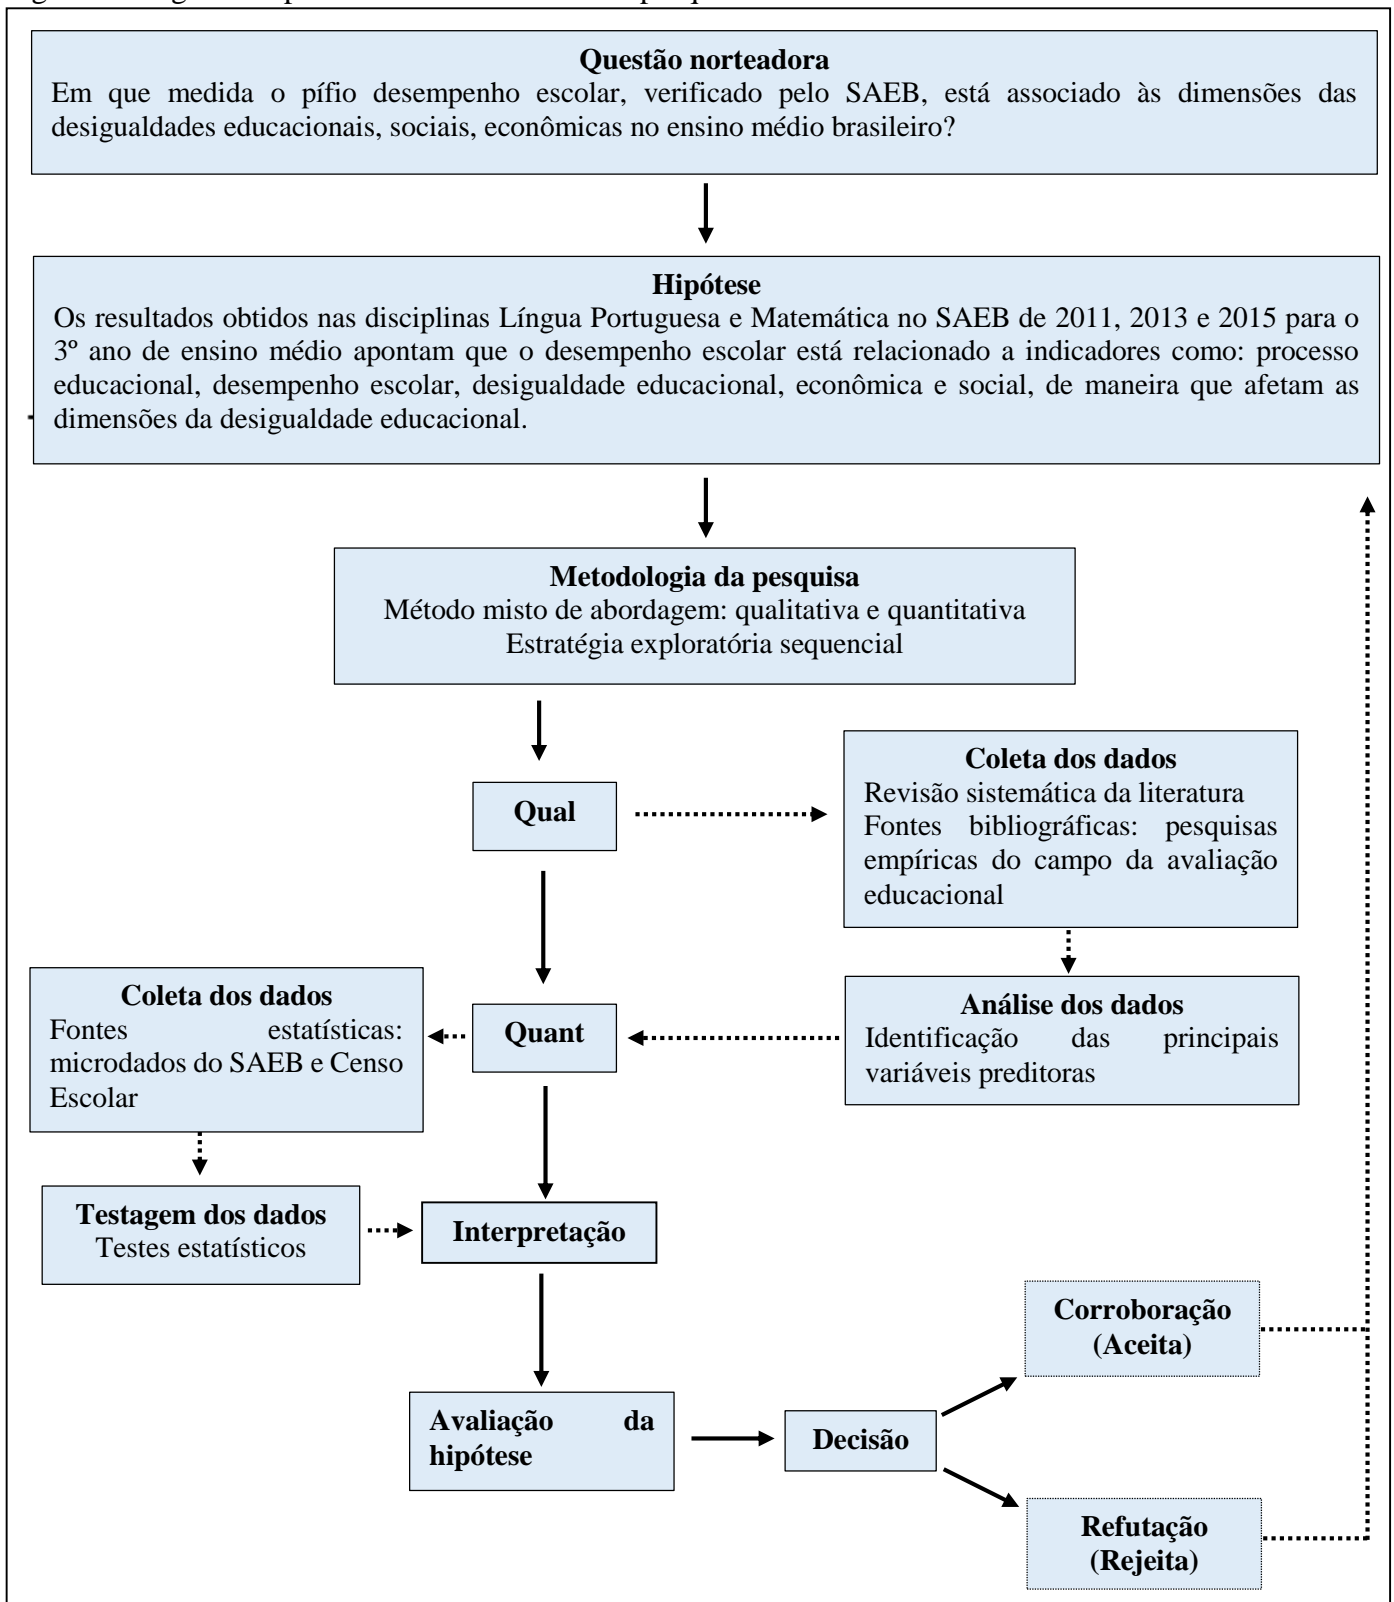 Questão norteadora
Em que medida o pífio desempenho escolar, verificado pelo SAEB, está associado às dimensões das
desigualdades educacionais, sociais, econômicas no ensino médio brasileiro?
Hipótese
Os resultados obtidos nas disciplinas Língua Portuguesa e Matemática no SAEB de 2011, 2013 e 2015 para o
3º ano de ensino médio apontam que o desempenho escolar está relacionado a indicadores como: processo
educacional, desempenho escolar, desigualdade educacional, econômica e social, de maneira que afetam as
dimensões da desigualdade educacional.
Metodologia da pesquisa
Método misto de abordagem: qualitativa e quantitativa
Estratégia exploratória sequencial
Qual
Coleta dos dados
Revisão sistemática da literatura
Fontes bibliográficas: pesquisas
empíricas do campo da avaliação
educacional
Coleta dos dados
Fontes estatísticas:
microdados do SAEB e Censo
Escolar
Quant
Análise dos dados
Identificação das principais
variáveis preditoras
Testagem dos dados
Testes estatísticos
Interpretação
Corroboração
(Aceita)
Avaliação da
hipótese
Decisão
Refutação
(Rejeita)